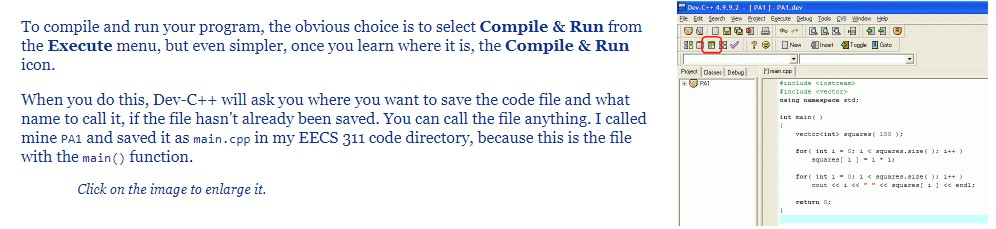 To compile and run your program, the obvious choice is to select Compile & Run from
the Execute menu, but even simpler, once you learn where it is, the Compile & Run
icon.
When you do this, Dev-C++ will ask you where you want to save the code file and what
name to call it, if the file hasn't already been saved. You can call the file anything. I called
mine PA1 and saved it as main.cpp in my EECS 311 code directory, because this is the file
with the main() function.
Click on the image to enlarge it.
Dev-C++ 4.9.9.2 - [ PA1 ] - PA1.dev
File Edit Search View Project Execute Debug Tools CVS Window Help
New Insert Toggle Goto
Project Classes Debug [*] main.cpp
PA1
#include <iostream>
#include <vector>
using namespace std;
int main( )
{
vector<int> squares( 100 );
for( int i = 0; i < squares.size( ); i++ )
squares[ i ] = i * i;
for( int i = 0; i < squares.size( ); i++ )
cout << i << " " << squares[ i ] << endl;
return 0;
}